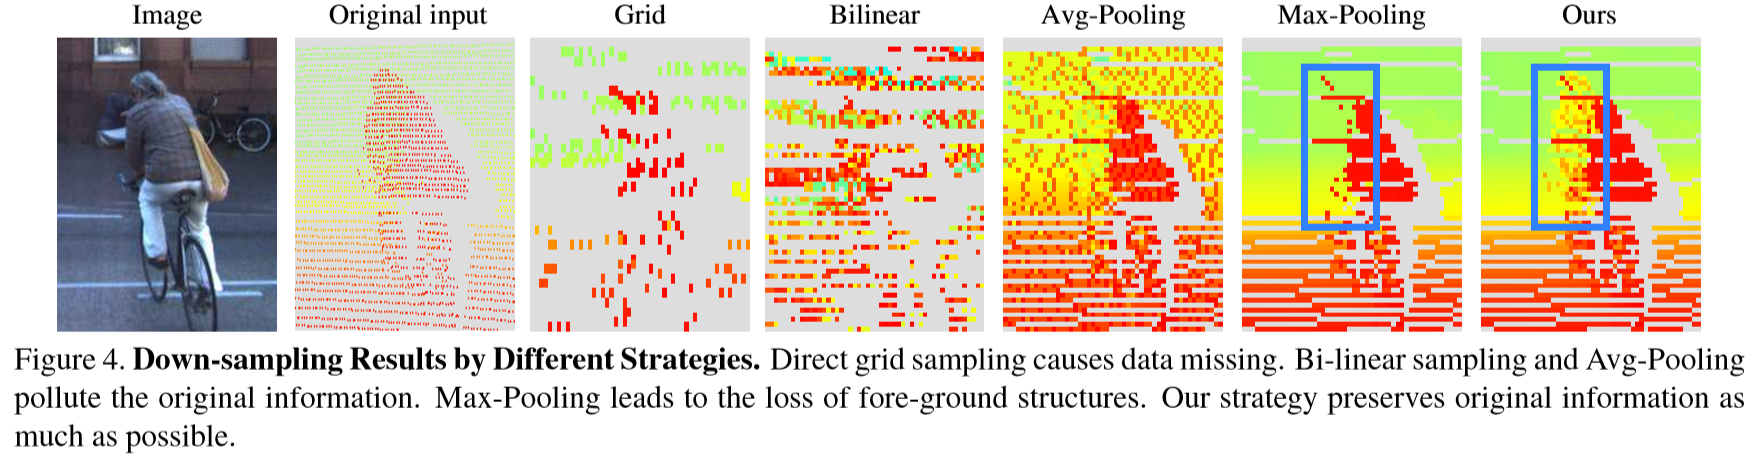 Image Original input Grid Bilinear Avg-Pooling Max-Pooling Ours
Figure 4. Down-sampling Results by Different Strategies. Direct grid sampling causes data missing. Bi-linear sampling and Avg-Pooling
pollute the original information. Max-Pooling leads to the loss of fore-ground structures. Our strategy preserves original information as
much as possible.